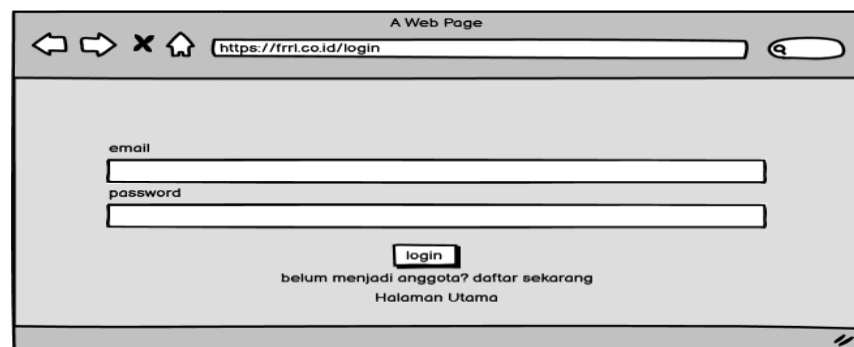 A Web Page
https://frrl.co.id/login
email
password
login
belum menjadi anggota? daftar sekarang
Halaman Utama